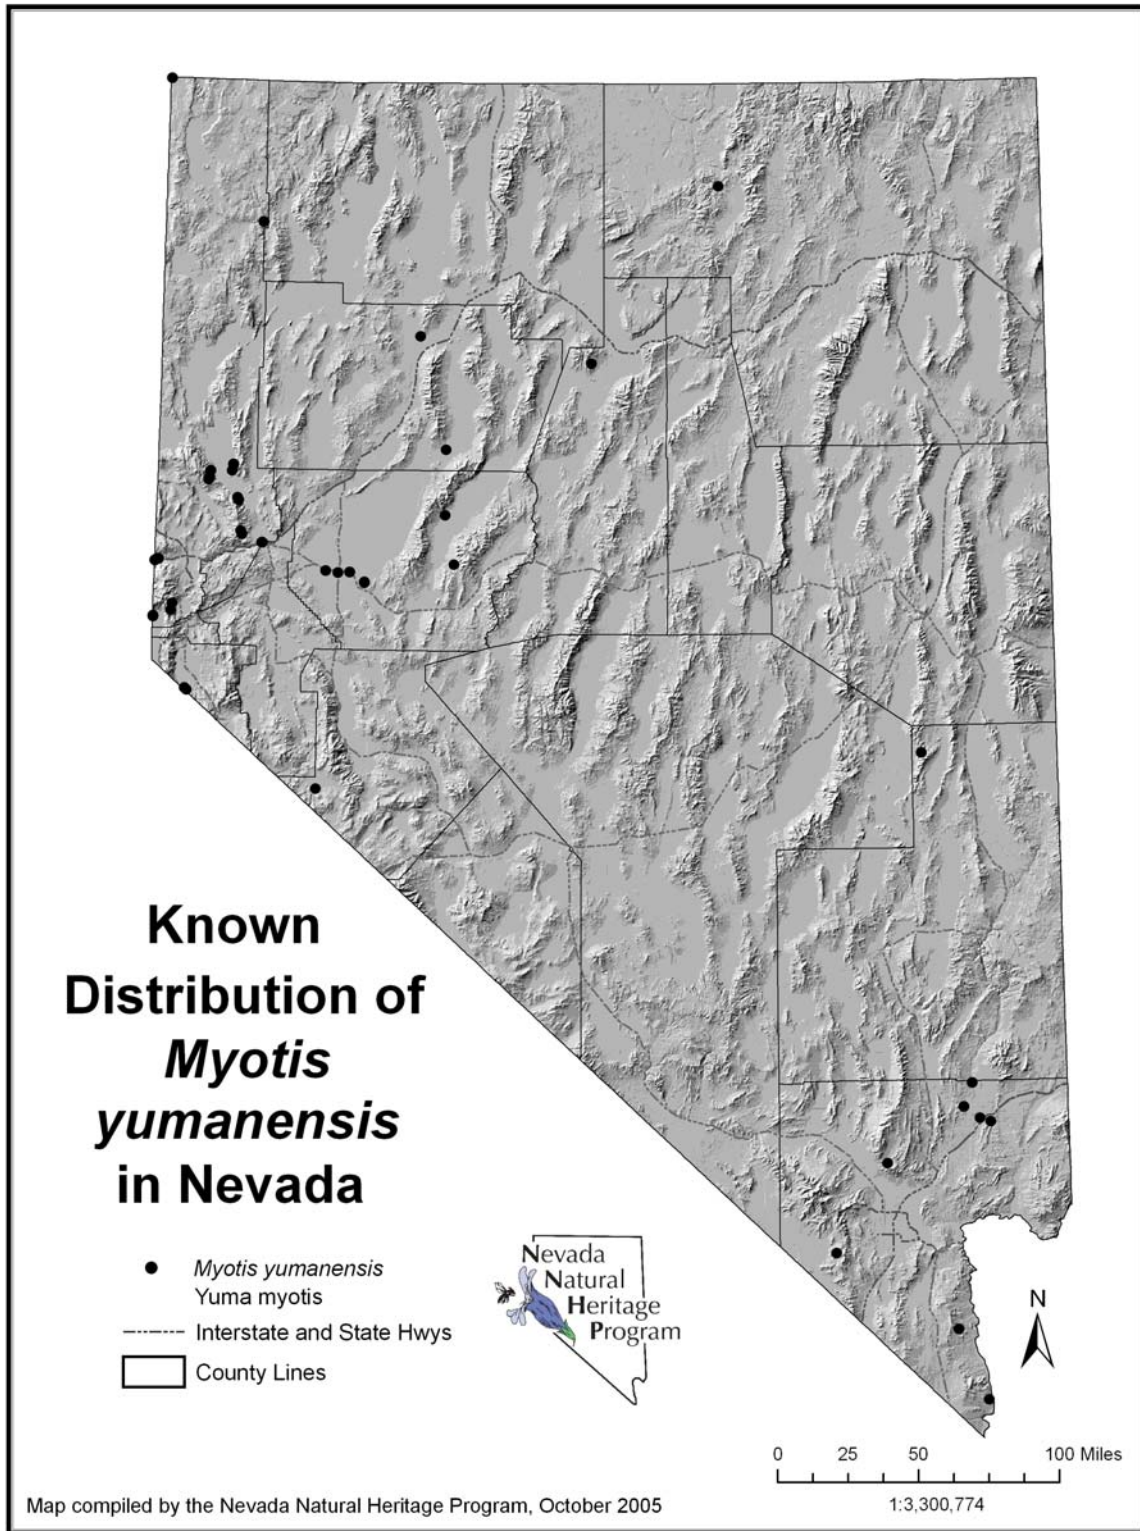 Known
Distribution of
Myotis
yumanensis
in Nevada
Myotis yumanensis
Yuma myotis
Interstate and State Hwys
County Lines
Nevada
Natural
Heritage
Program
N
0 25 50 100 Miles
1:3,300,774
Map compiled by the Nevada Natural Heritage Program, October 2005